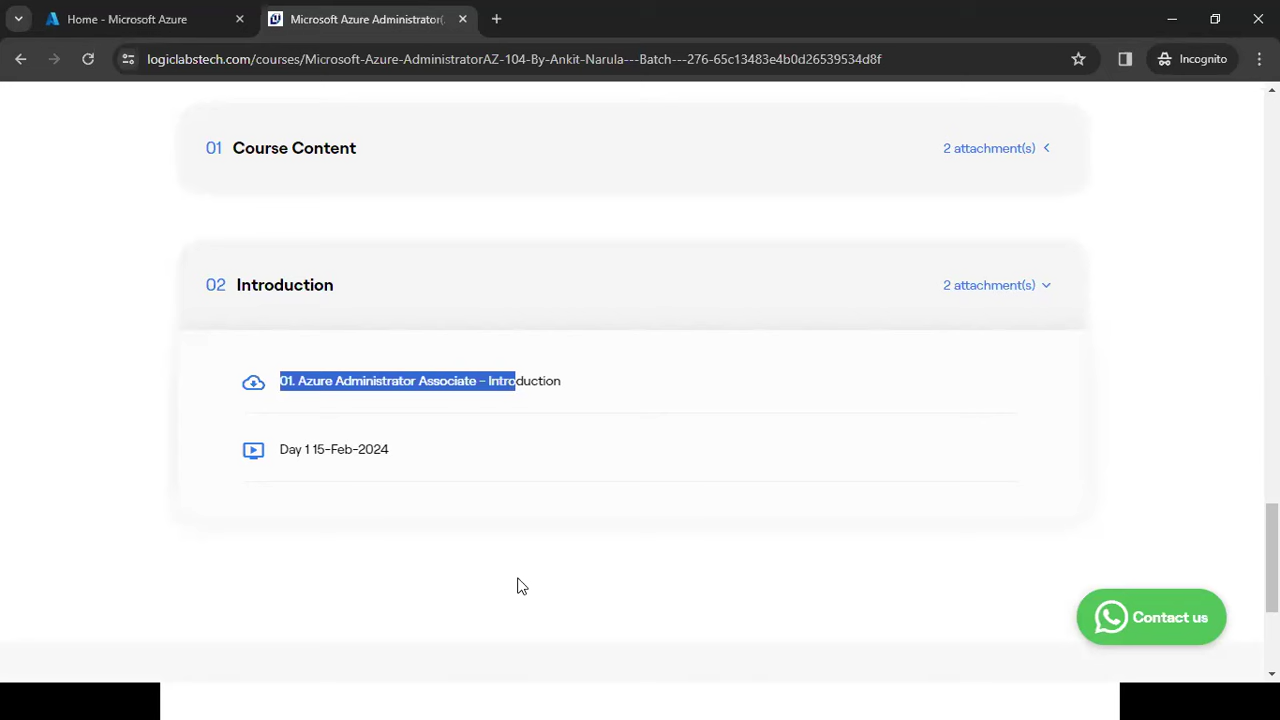 Home - Microsoft Azure
Microsoft Azure Administrator(
Incognito
logiclabstech.com/courses/Microsoft-Azure-AdministratorAZ-104-By-Ankit-Narula---Batch---276-65c13483e4b0d26539534d8f
01 Course Content
2 attachment(s)
02 Introduction
2 attachment(s)
01. Azure Administrator Associate – Introduction
Day 1 15-Feb-2024
Contact us